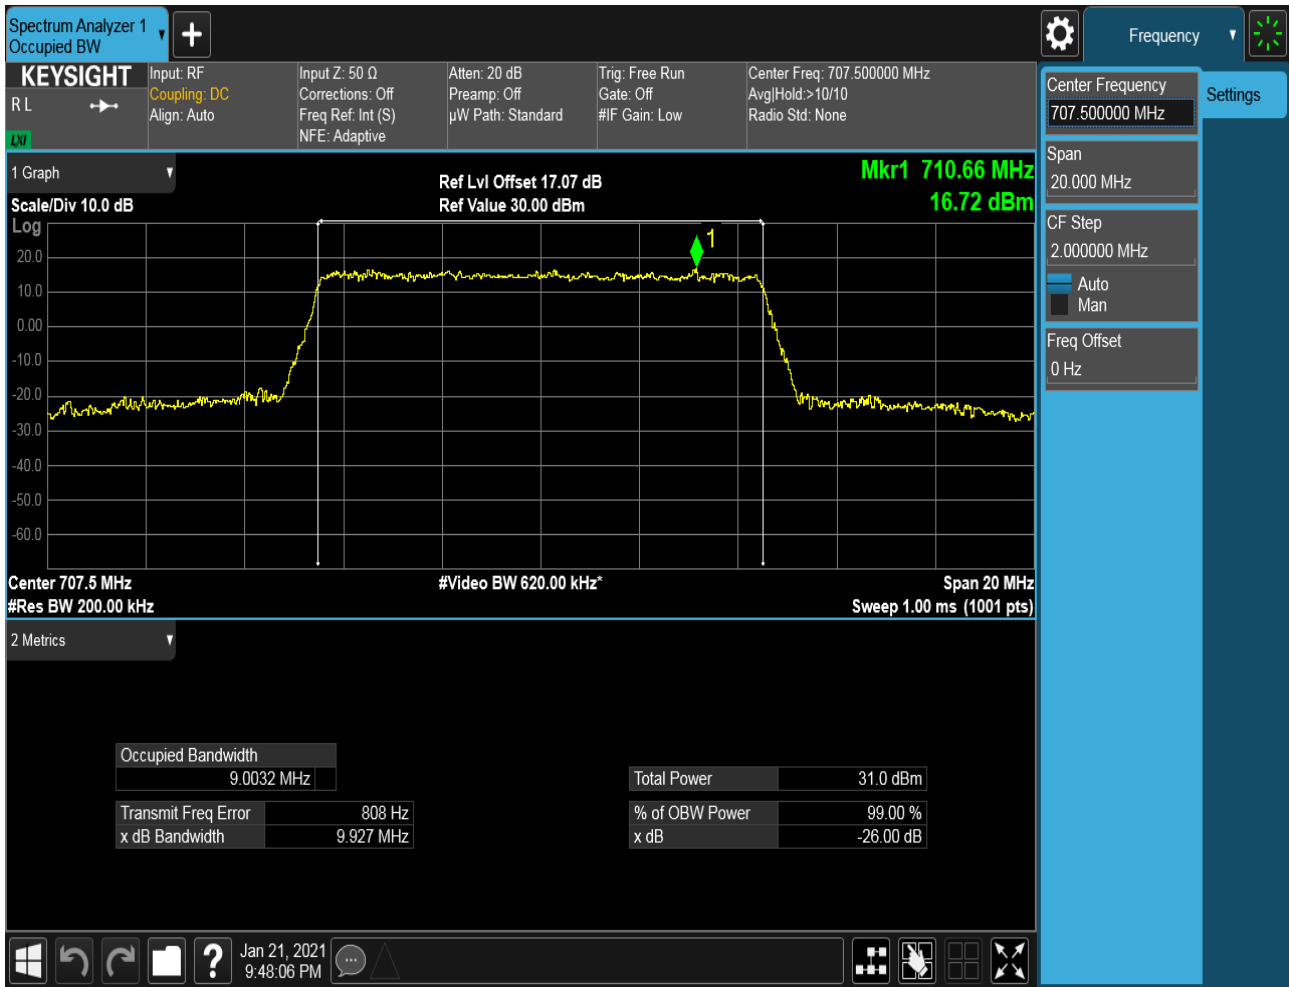 Spectrum Analyzer 1
Occupied BW
Frequency
KEYSIGHT
R L
LXI
Input: RF
Coupling: DC
Align: Auto
Input Z: 50 Ω
Corrections: Off
Freq Ref: Int (S)
NFE: Adaptive
Atten: 20 dB
Preamp: Off
µW Path: Standard
Trig: Free Run
Gate: Off
#IF Gain: Low
Center Freq: 707.500000 MHz
Avg|Hold:>10/10
Radio Std: None
Center Frequency
707.500000 MHz
Settings
Span
20.000 MHz
CF Step
2.000000 MHz
Auto
Man
Freq Offset
0 Hz
1 Graph
Scale/Div 10.0 dB
Ref Lvl Offset 17.07 dB
Ref Value 30.00 dBm
Mkr1 710.66 MHz
16.72 dBm
Log
1
20.0
10.0
0.00
-10.0
-20.0
-30.0
-40.0
-50.0
-60.0
Center 707.5 MHz
#Video BW 620.00 kHz*
Span 20 MHz
#Res BW 200.00 kHz
Sweep 1.00 ms (1001 pts)
2 Metrics
Occupied Bandwidth
9.0032 MHz
Transmit Freq Error 808 Hz
x dB Bandwidth 9.927 MHz
Total Power 31.0 dBm
% of OBW Power 99.00 %
x dB -26.00 dB
?
Jan 21, 2021
9:48:06 PM